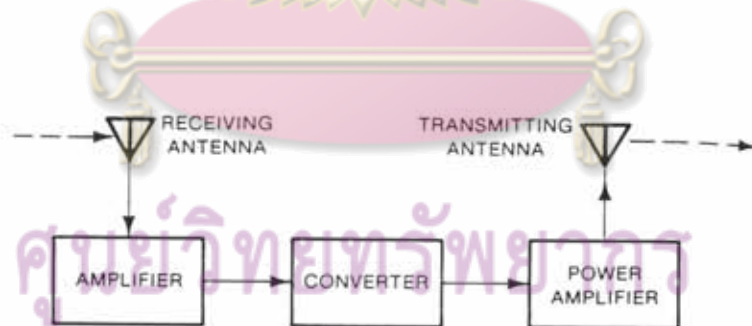 RECEIVING
ANTENNA
TRANSMITTING
ANTENNA
AMPLIFIER
CONVERTER
POWER
AMPLIFIER
ศูนย์วิทยทรัพยากร